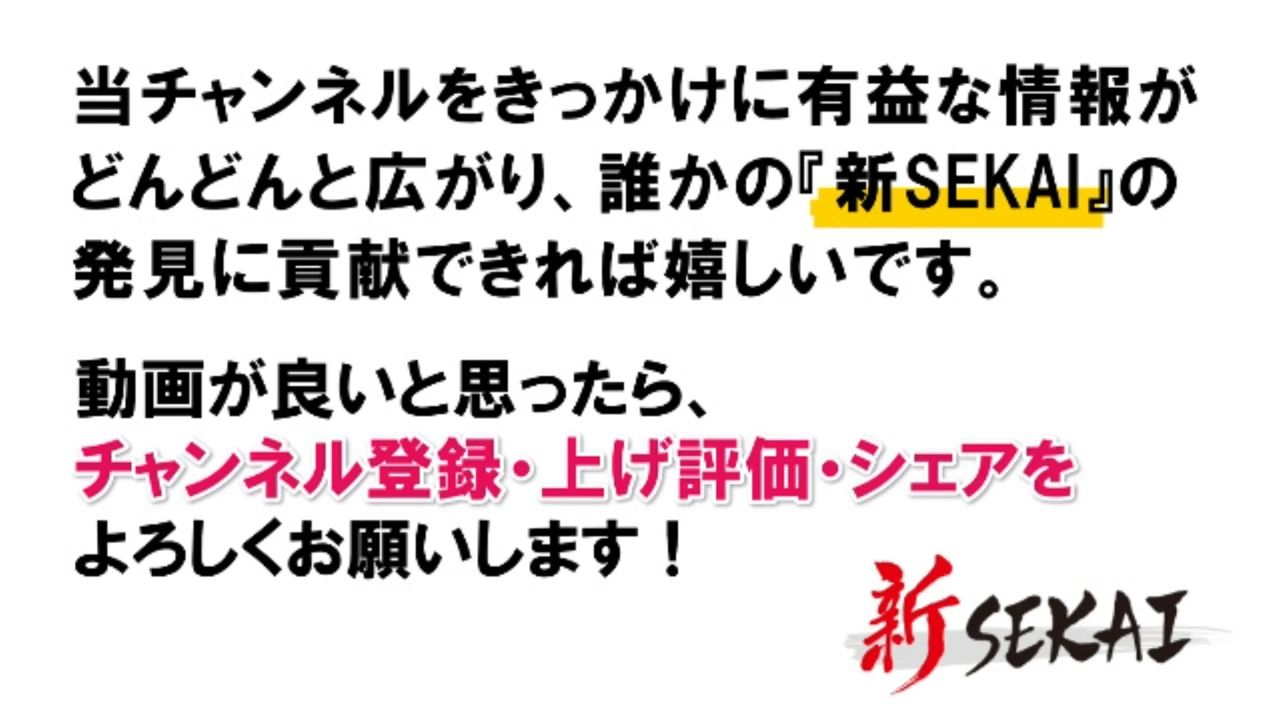 当チャンネルをきっかけに有益な情報が
どんどんと広がり、誰かの『新SEKAI』の
発見に貢献できれば嬉しいです。
動画が良いと思ったら、
チャンネル登録・上げ評価・シェアを
よろしくお願いします！
新SEKAI